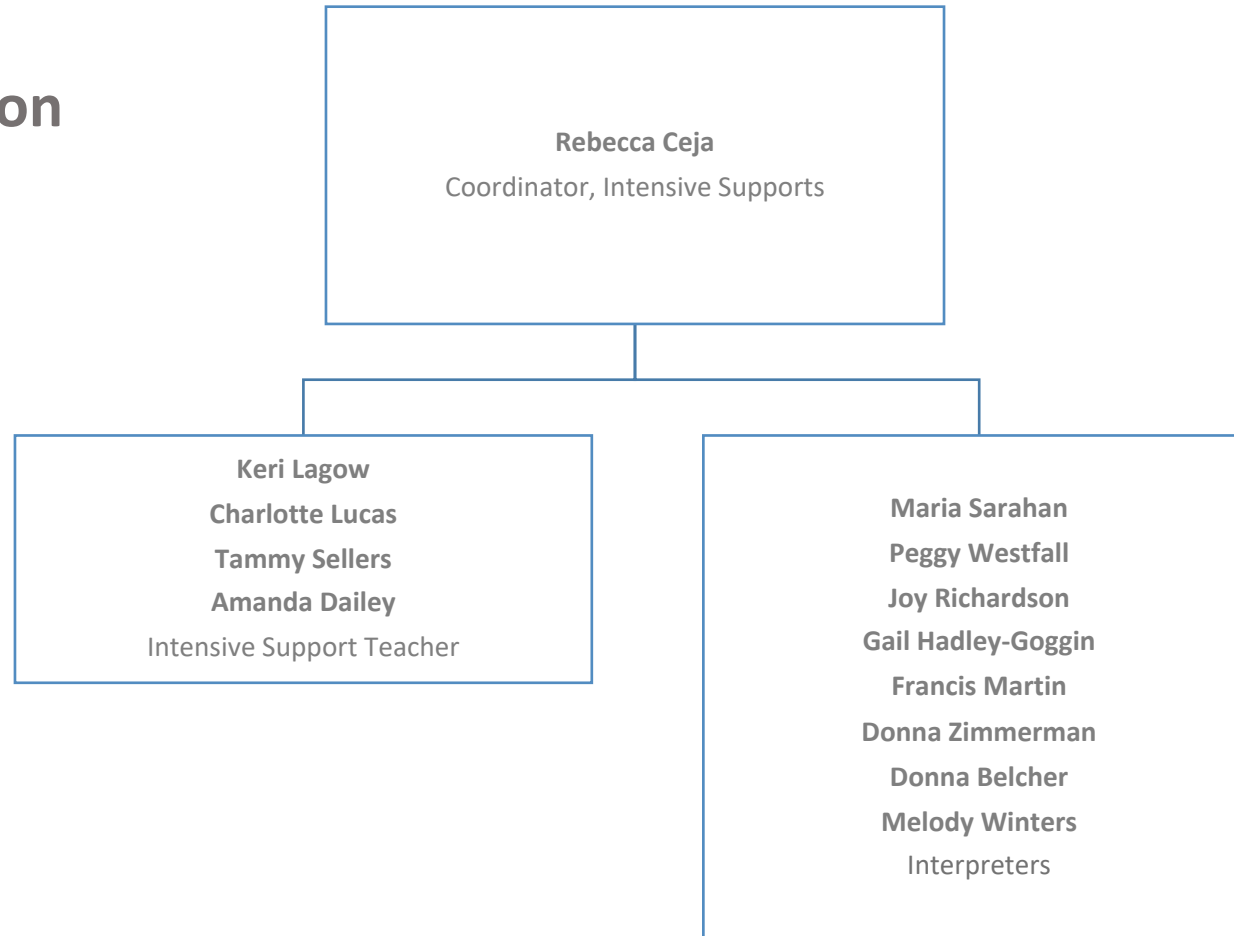 on
Rebecca Ceja
Coordinator, Intensive Supports
Keri Lagow
Charlotte Lucas
Tammy Sellers
Amanda Dailey
Intensive Support Teacher
Maria Sarahan
Peggy Westfall
Joy Richardson
Gail Hadley-Goggin
Francis Martin
Donna Zimmerman
Donna Belcher
Melody Winters
Interpreters